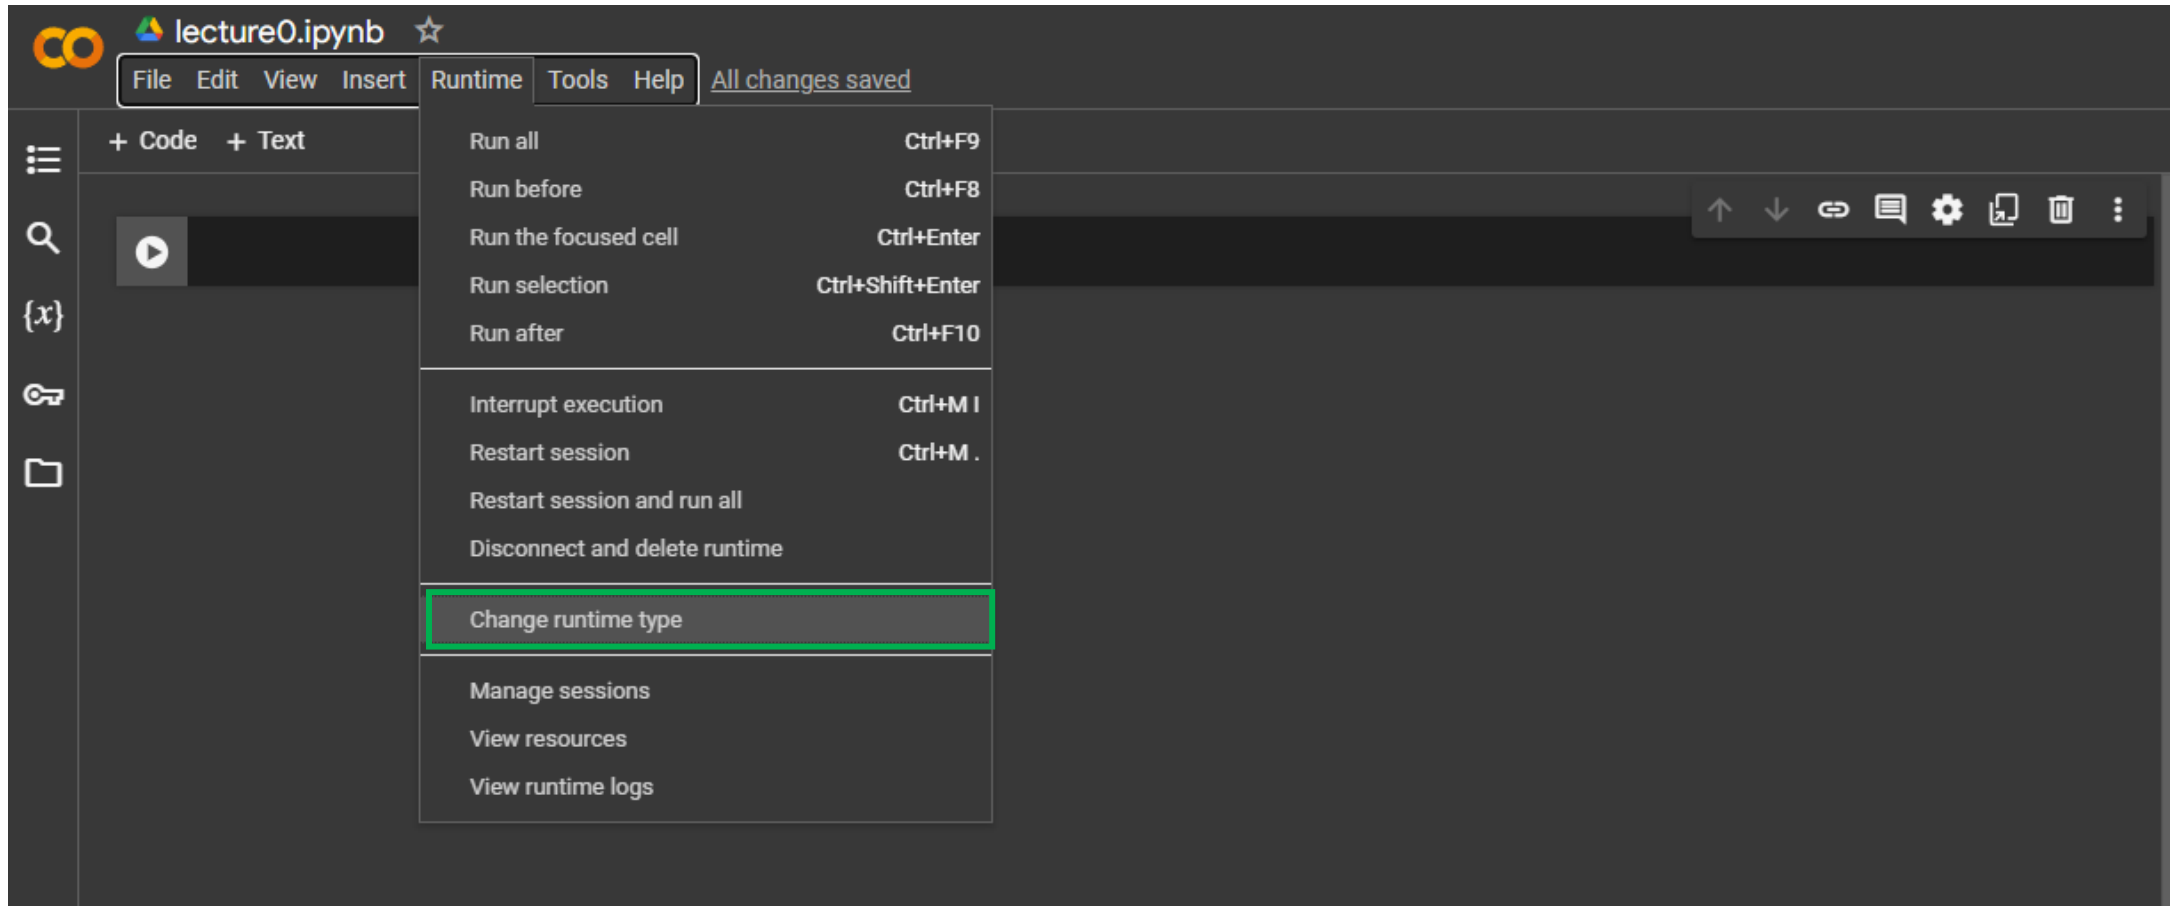 lecture0.ipynb
File Edit View Insert Runtime Tools Help All changes saved
+ Code + Text
Run all Ctrl+F9
Run before Ctrl+F8
Run the focused cell Ctrl+Enter
Run selection Ctrl+Shift+Enter
Run after Ctrl+F10
Interrupt execution Ctrl+M I
Restart session Ctrl+M .
Restart session and run all
Disconnect and delete runtime
Change runtime type
Manage sessions
View resources
View runtime logs
{x}